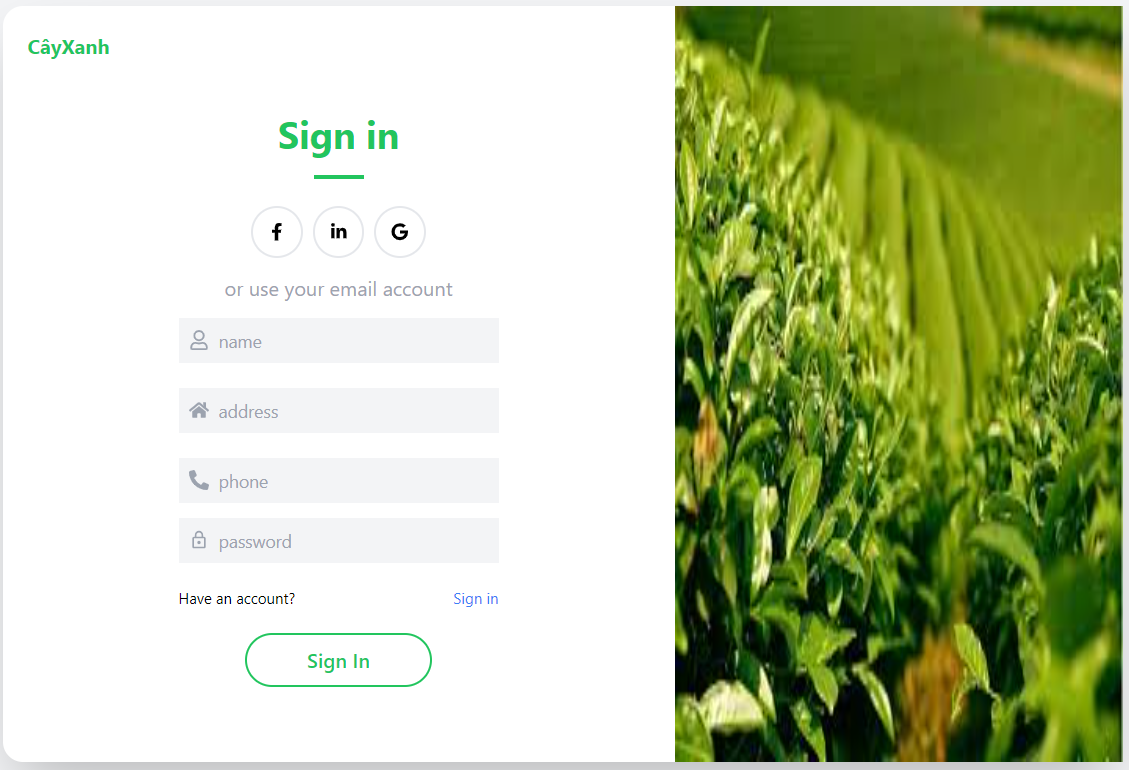 CâyXanh
Sign in
or use your email account
name
address
phone
password
Have an account? Sign in
Sign In